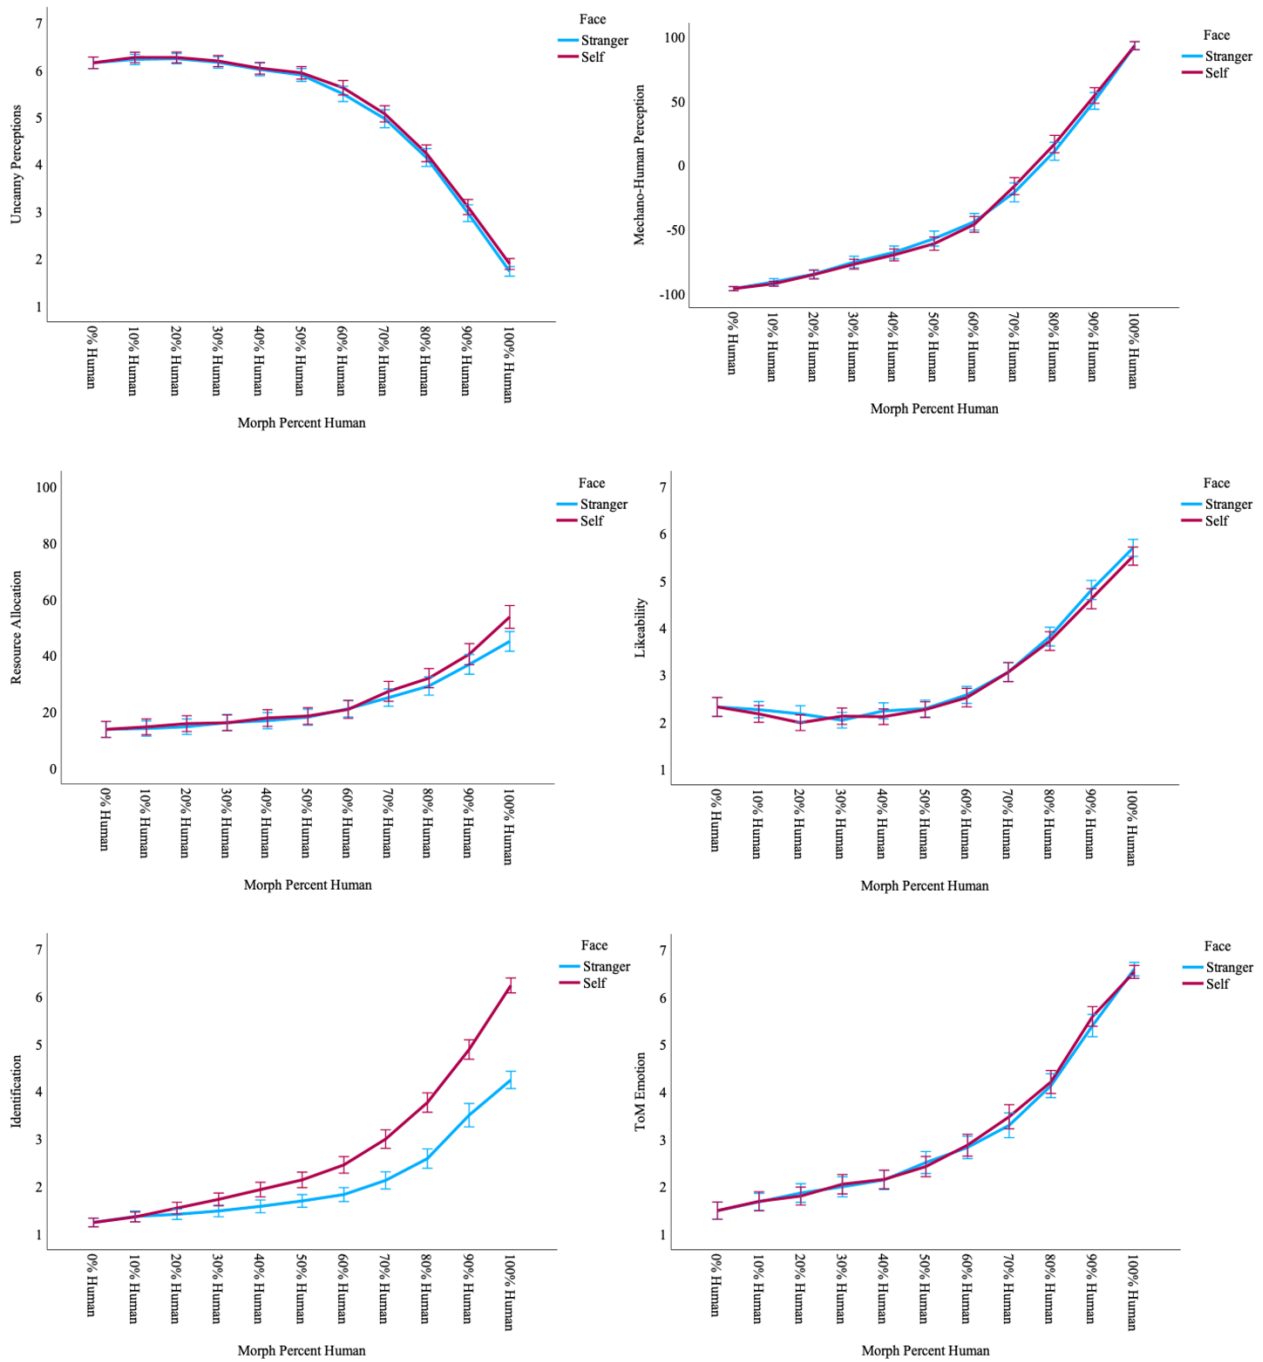 Uncanny Perceptions
7
6
5
4
3
2
1
0% Human
10% Human
20% Human
30% Human
40% Human
50% Human
60% Human
70% Human
80% Human
90% Human
100% Human
Morph Percent Human
Face
Stranger
Self
Mechano-Human Perception
100
50
0
-50
-100
0% Human
10% Human
20% Human
30% Human
40% Human
50% Human
60% Human
70% Human
80% Human
90% Human
100% Human
Morph Percent Human
Face
Stranger
Self
Resource Allocation
100
80
60
40
20
0
0% Human
10% Human
20% Human
30% Human
40% Human
50% Human
60% Human
70% Human
80% Human
90% Human
100% Human
Morph Percent Human
Face
Stranger
Self
Likeability
7
6
5
4
3
2
1
0% Human
10% Human
20% Human
30% Human
40% Human
50% Human
60% Human
70% Human
80% Human
90% Human
100% Human
Morph Percent Human
Face
Stranger
Self
Identification
7
6
5
4
3
2
1
0% Human
10% Human
20% Human
30% Human
40% Human
50% Human
60% Human
70% Human
80% Human
90% Human
100% Human
Morph Percent Human
Face
Stranger
Self
ToM Emotion
7
6
5
4
3
2
1
0% Human
10% Human
20% Human
30% Human
40% Human
50% Human
60% Human
70% Human
80% Human
90% Human
100% Human
Morph Percent Human
Face
Stranger
Self